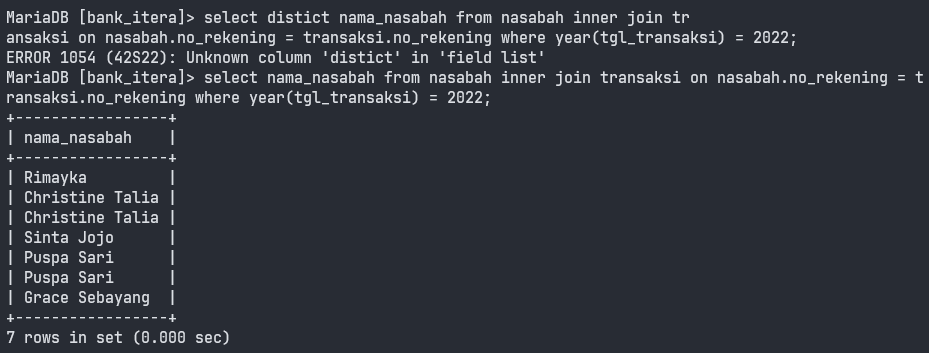 MariaDB [bank_itera]> select distict nama_nasabah from nasabah inner join tr
ansaksi on nasabah.no_rekening = transaksi.no_rekening where year(tgl_transaksi) = 2022;
ERROR 1054 (42S22): Unknown column 'distict' in 'field list'
MariaDB [bank_itera]> select nama_nasabah from nasabah inner join transaksi on nasabah.no_rekening = t
ransaksi.no_rekening where year(tgl_transaksi) = 2022;
+-----------------+
| nama_nasabah    |
+-----------------+
| Rimayka         |
| Christine Talia |
| Christine Talia |
| Sinta Jojo      |
| Puspa Sari      |
| Puspa Sari      |
| Grace Sebayang  |
+-----------------+
7 rows in set (0.000 sec)